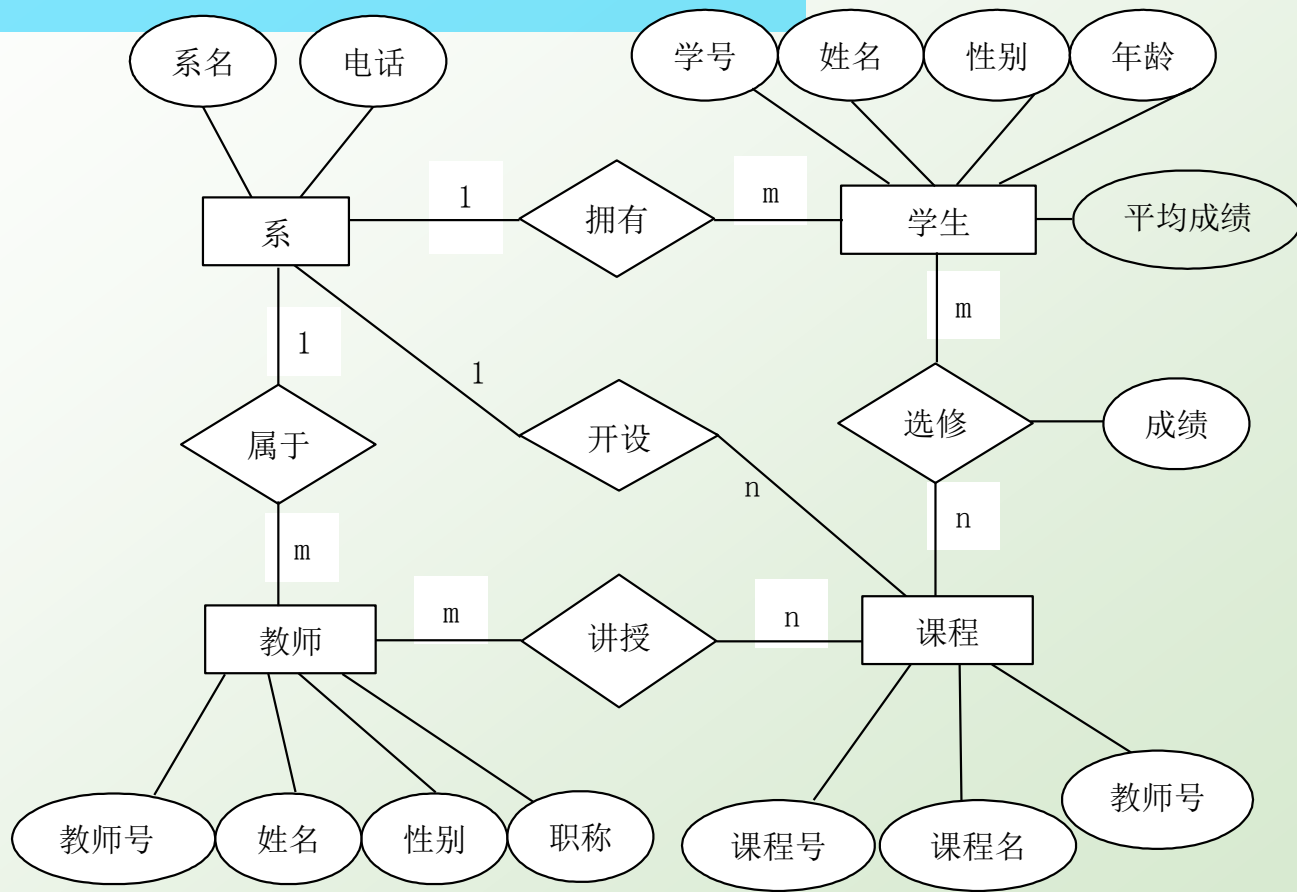 系名 电话 学号 姓名 性别 年龄
系 1 拥有 m 学生 平均成绩
1 m
1
属于 开设 选修 成绩
n n
m
教师 m 讲授 n 课程
教师号 姓名 性别 职称 课程号 课程名 教师号